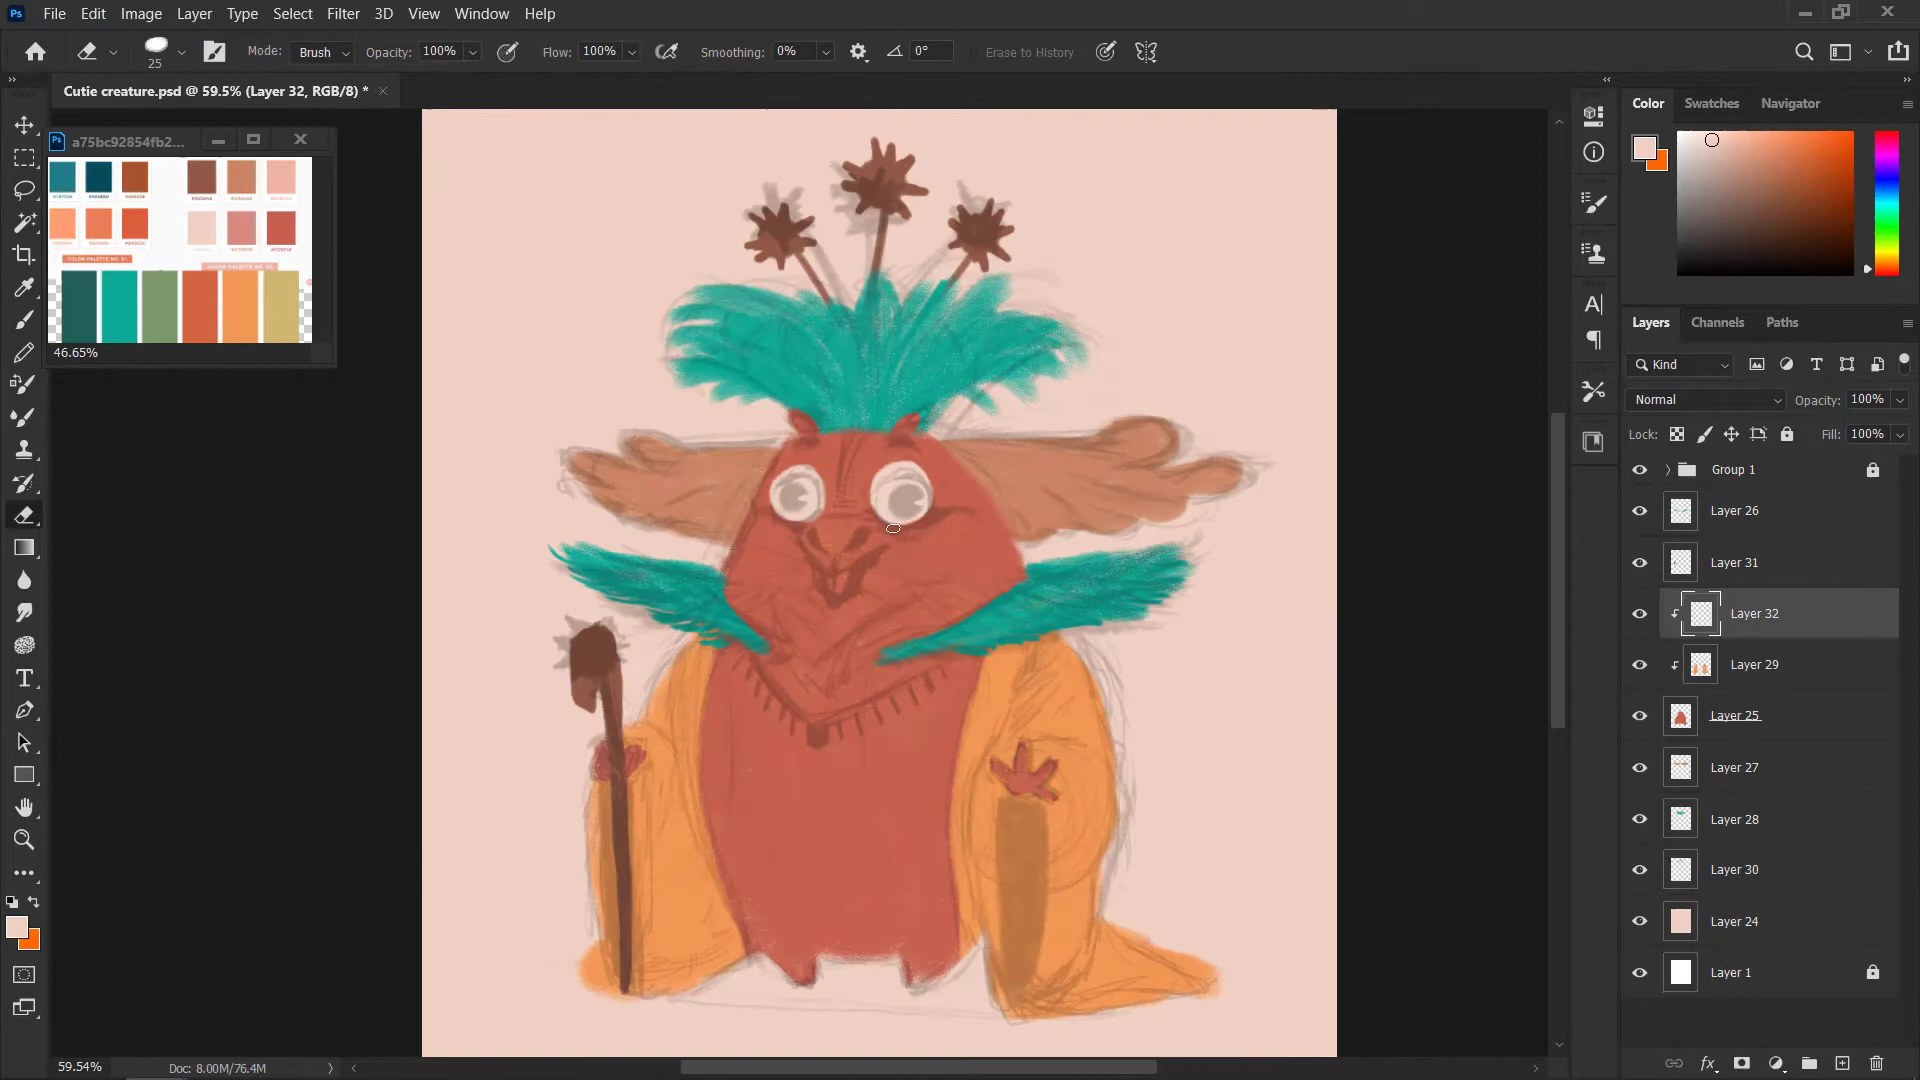 Ps File Edit Image Layer Type Select Filter 3D View Window Help
25 Mode: Brush Opacity: 100% Flow: 100% Smoothing: 0% 0° Erase to History
Cutie creature.psd @ 59.5% (Layer 32, RGB/8) *
Ps a75bc92854fb2...
COLOR PALETTE NO.
46.65%
Color Swatches Navigator
Layers Channels Paths
Kind
Normal Opacity: 100%
Lock: Fill: 100%
Group 1
Layer 26
Layer 31
Layer 32
Layer 29
Layer 25
Layer 27
Layer 28
Layer 30
Layer 24
Layer 1
59.54% Doc: 8.00M/76.4M